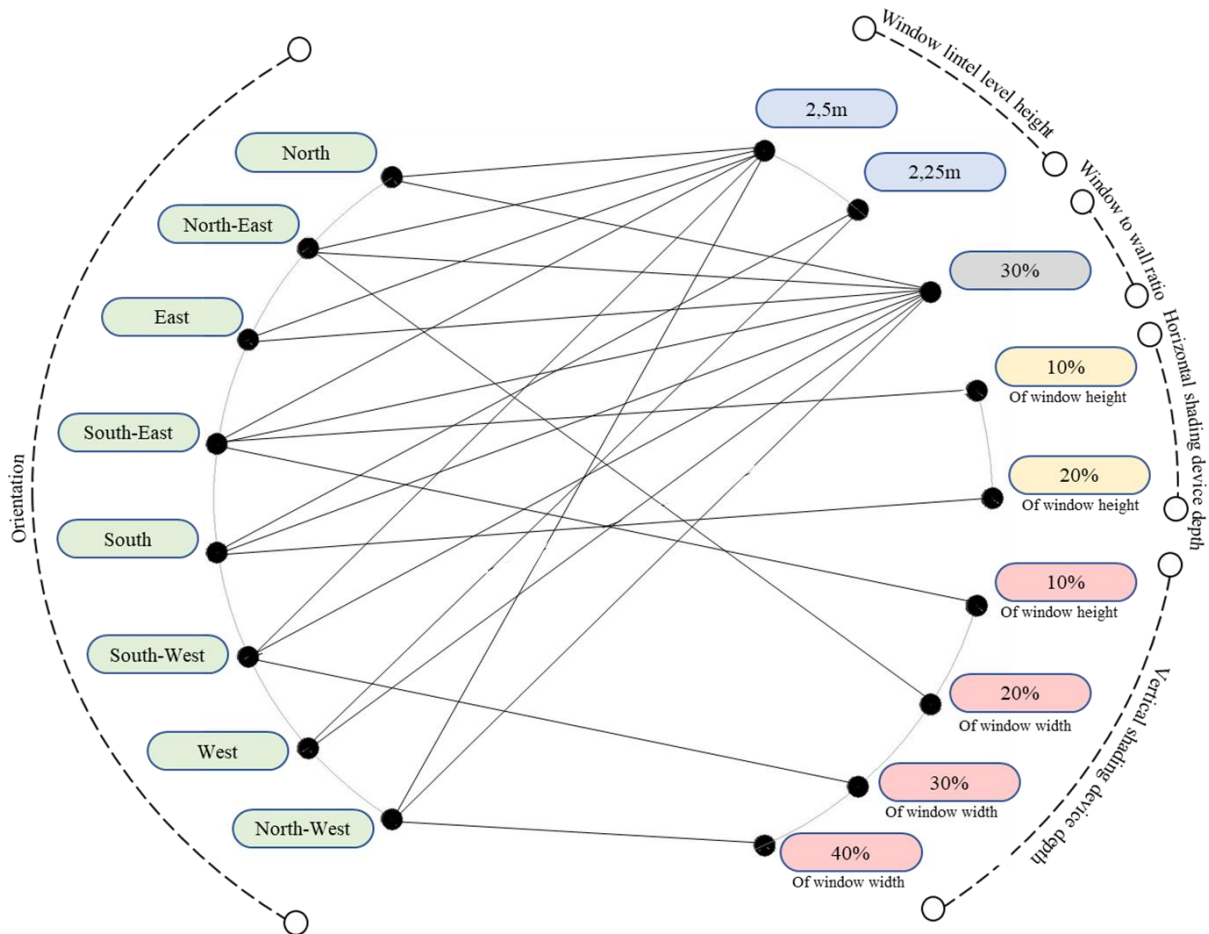 Orientation
North
North-East
East
South-East
South
South-West
West
North-West
Window lintel level height
2,5m
2,25m
Window to wall ratio
30%
Horizontal shading device depth
10%
Of window height
20%
Of window height
Vertical shading device depth
10%
Of window height
20%
Of window width
30%
Of window width
40%
Of window width